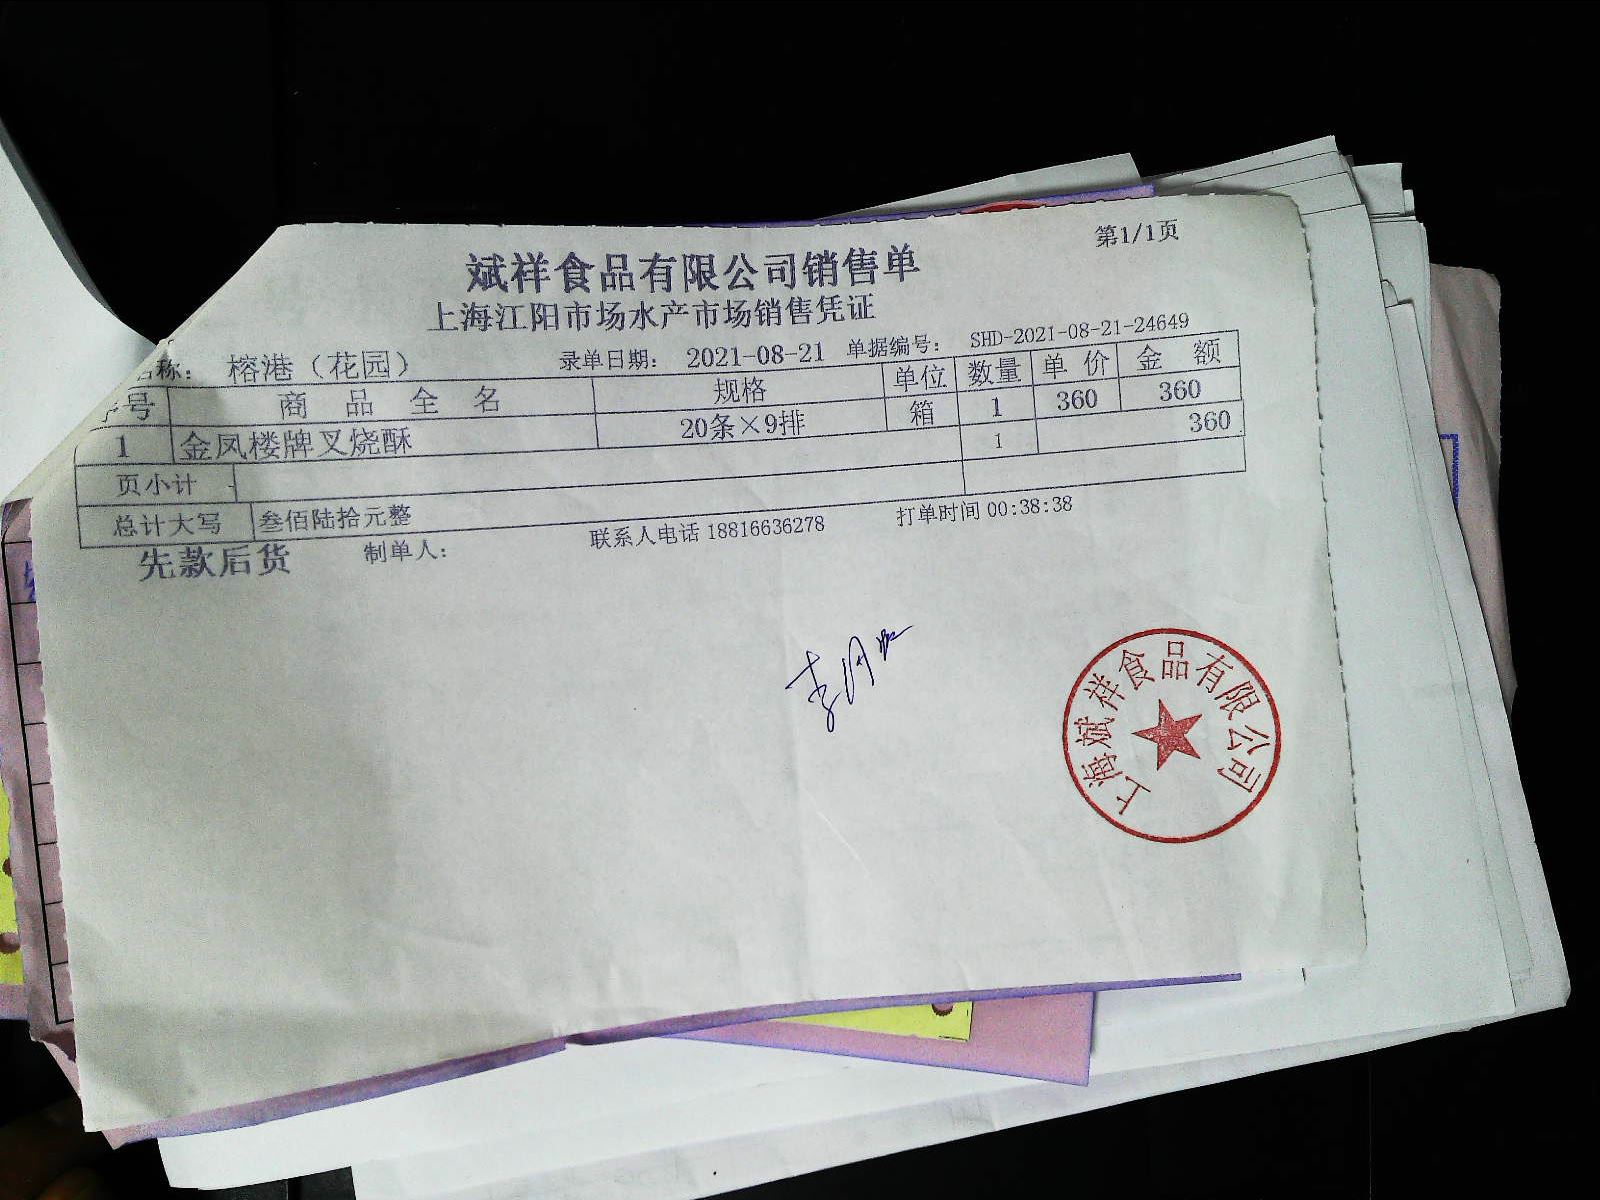 第1/1页
斌祥食品有限公司销售单
上海江阳市场水产市场销售凭证
名称： 榕港（花园） 录单日期： 2021-08-21 单据编号： SHD-2021-08-21-24649
序号 商品全名 规格 单位 数量 单价 金额
1 金凤楼牌叉烧酥 20条×9排 箱 1 360 360
页小计 1 360
总计大写 叁佰陆拾元整
先款后货 制单人： 联系人电话 18816636278 打单时间 00:38:38
上海斌祥食品有限公司